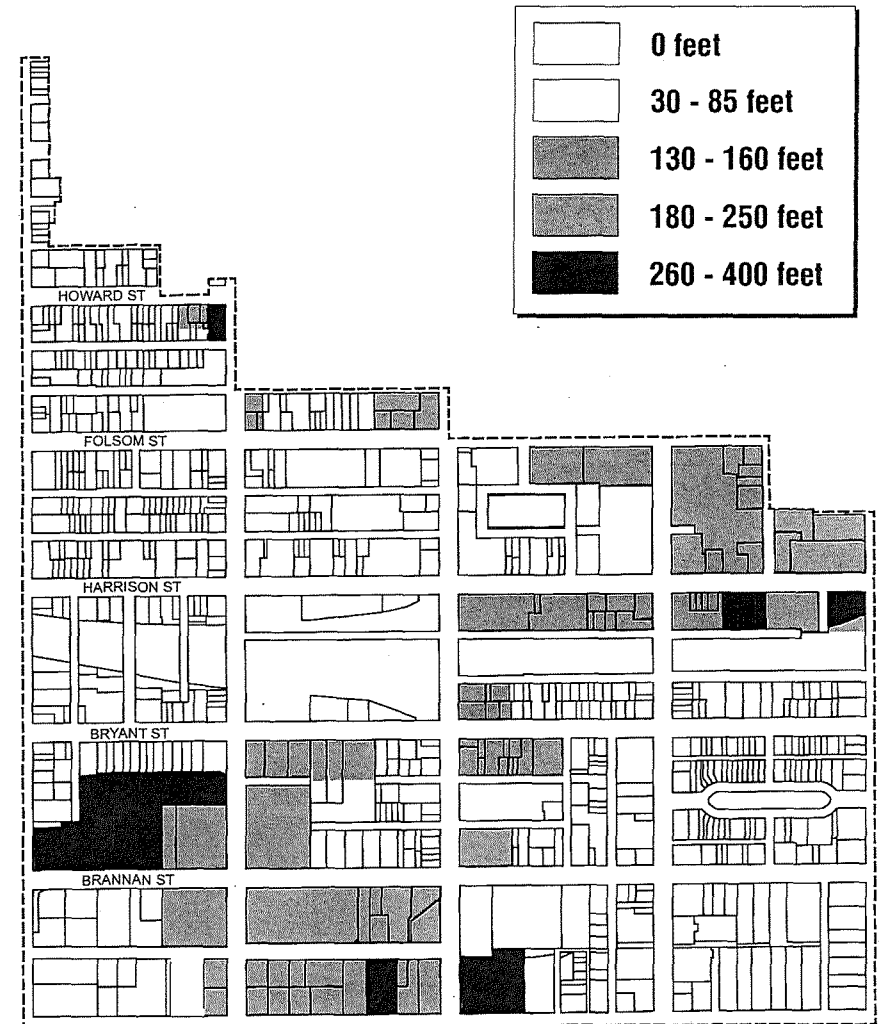 0 feet
30 - 85 feet
130 - 160 feet
180 - 250 feet
260 - 400 feet
HOWARD ST
FOLSOM ST
HARRISON ST
BRYANT ST
BRANNAN ST